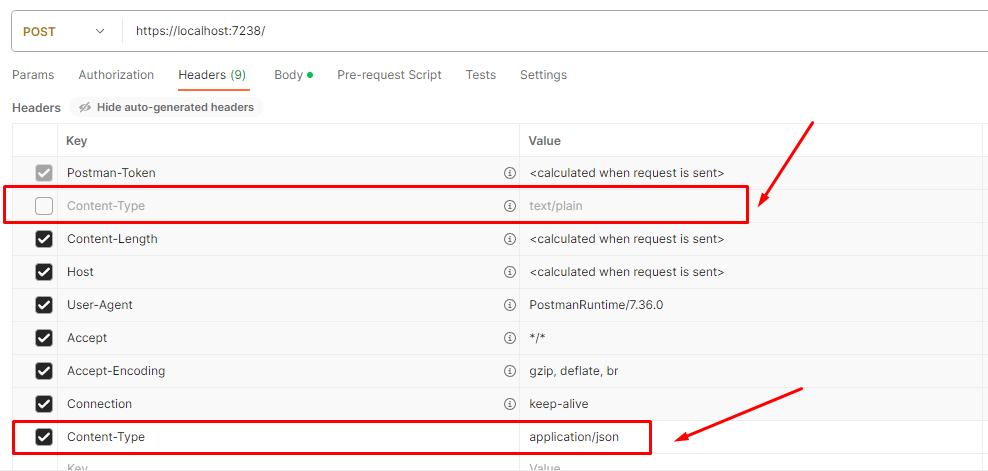 POST https://localhost:7238/
Params Authorization Headers (9) Body Pre-request Script Tests Settings
Headers Hide auto-generated headers
Key Value
Postman-Token <calculated when request is sent>
Content-Type text/plain
Content-Length <calculated when request is sent>
Host <calculated when request is sent>
User-Agent PostmanRuntime/7.36.0
Accept */*
Accept-Encoding gzip, deflate, br
Connection keep-alive
Content-Type application/json
Key Value